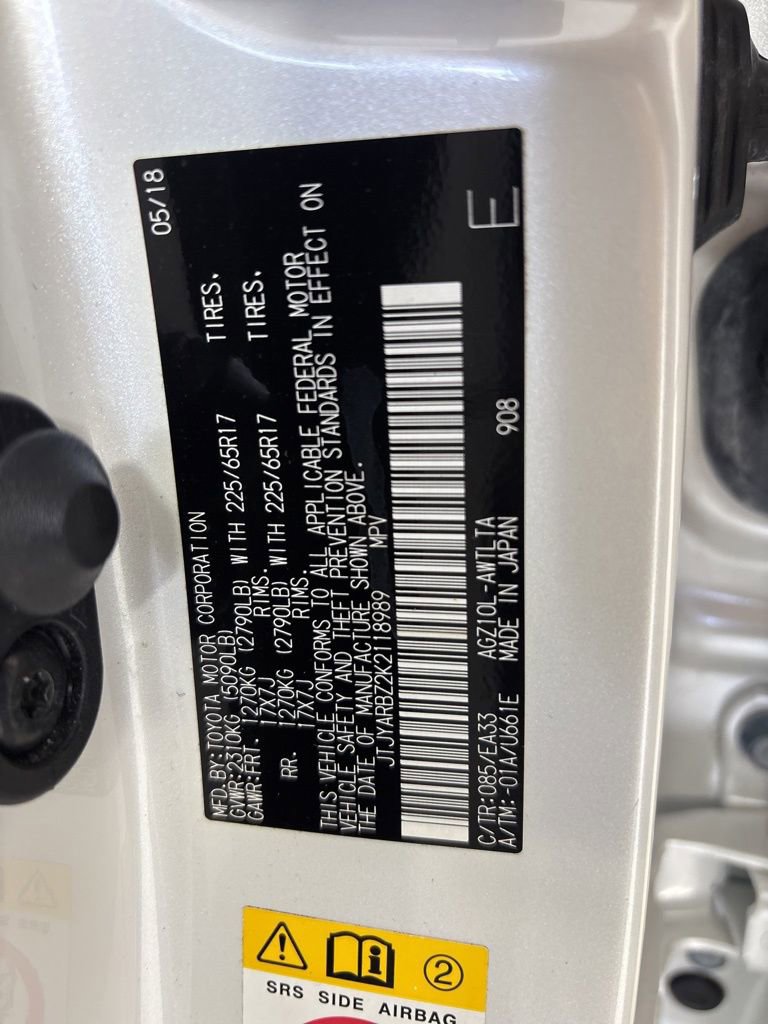 MFD.BY:TOYOTA MOTOR CORPORATION 05/18
GVWR:2310KG (5090LB)
GAWR:FRT. 1270KG (2790LB) WITH 225/65R17 TIRES.
17X7J RIMS.
RR. 1270KG (2790LB) WITH 225/65R17 TIRES.
17X7J RIMS.
THIS VEHICLE CONFORMS TO ALL APPLICABLE FEDERAL MOTOR
VEHICLE SAFETY AND THEFT PREVENTION STANDARDS IN EFFECT ON
THE DATE OF MANUFACTURE SHOWN ABOVE.
JTJYARBZ2K2118989 MPV
C/TR:085/EA33 AGZ10L-AWTLTA
A/TM:-01A/U661E MADE IN JAPAN 908 E
2
SRS SIDE AIRBAG